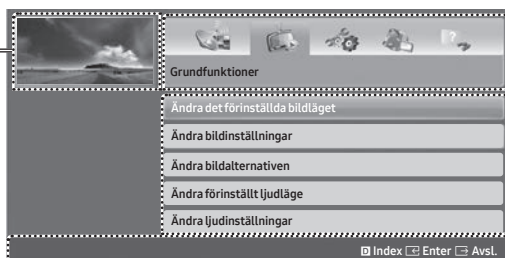 Grundfunktioner
Ändra det förinställda bildläget
Ändra bildinställningar
Ändra bildalternativen
Ändra förinställt ljudläge
Ändra ljudinställningar
D Index Enter Avsl.